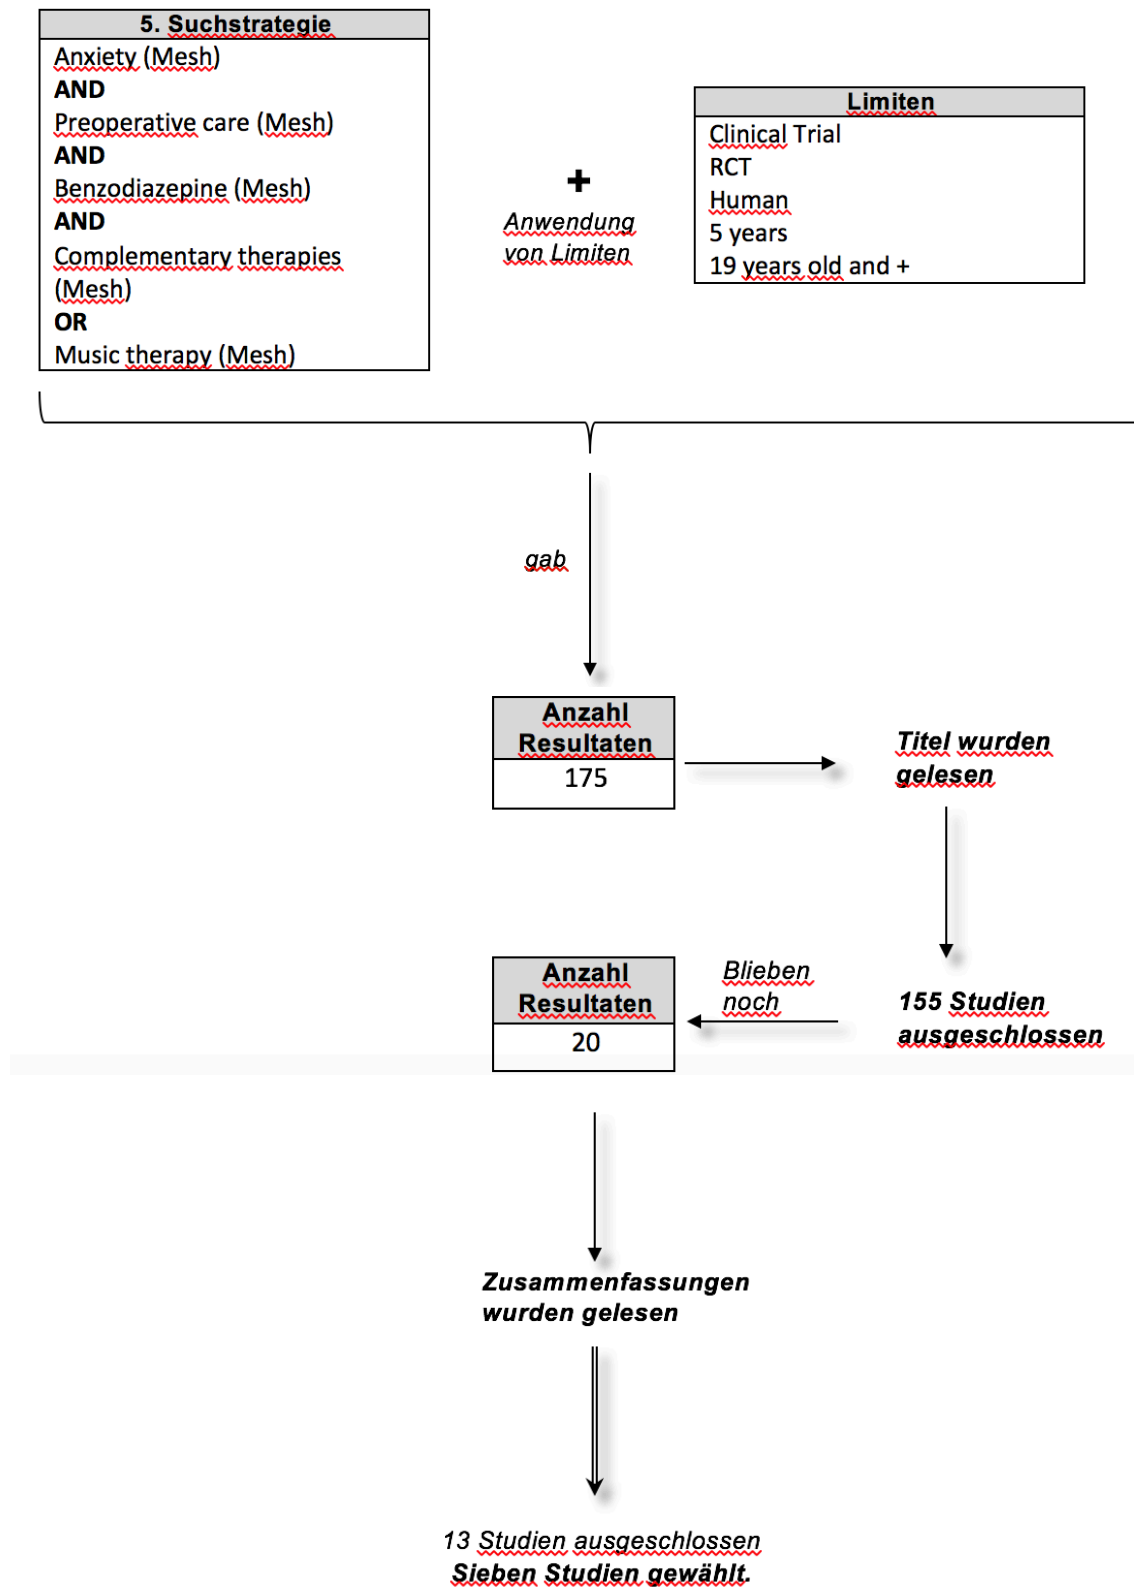 5. Suchstrategie
Anxiety (Mesh)
AND
Preoperative care (Mesh)
AND
Benzodiazepine (Mesh)
AND
Complementary therapies
(Mesh)
OR
Music therapy (Mesh)
+
Anwendung
von Limiten
Limiten
Clinical Trial
RCT
Human
5 years
19 years old and +
gab
Anzahl
Resultaten
175
Titel wurden
gelesen
155 Studien
ausgeschlossen
Blieben
noch
Anzahl
Resultaten
20
Zusammenfassungen
wurden gelesen
13 Studien ausgeschlossen
Sieben Studien gewählt.